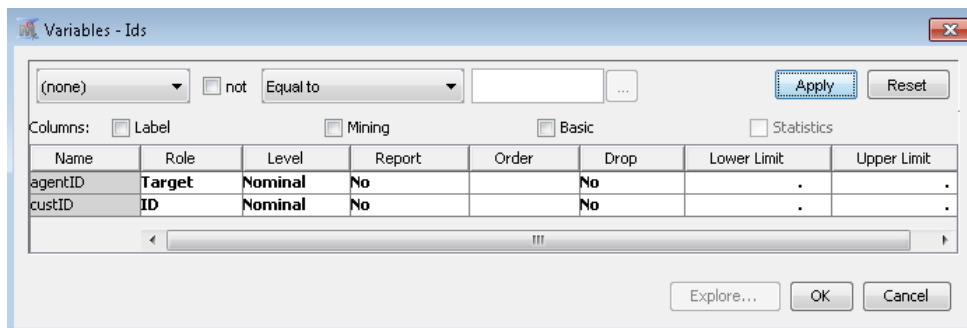 Variables - Ids
(none) not Equal to ... Apply Reset
Columns: Label Mining Basic Statistics
Name Role Level Report Order Drop Lower Limit Upper Limit
agentID Target Nominal No No . .
custID ID Nominal No No . .
Explore... OK Cancel